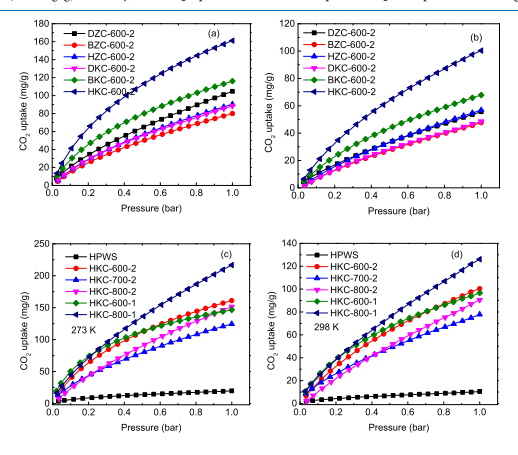 (a)
DZC-600-2
BZC-600-2
HZC-600-2
DKC-600-2
BKC-600-2
HKC-600-2
CO2 uptake (mg/g)
180
160
140
120
100
80
60
40
20
0
0.0 0.2 0.4 0.6 0.8 1.0
Pressure (bar)
(b)
DZC-600-2
BZC-600-2
HZC-600-2
DKC-600-2
BKC-600-2
HKC-600-2
CO2 uptake (mg/g)
120
100
80
60
40
20
0
0.0 0.2 0.4 0.6 0.8 1.0
Pressure (bar)
(c)
HPWS
HKC-600-2
HKC-700-2
HKC-800-2
HKC-600-1
HKC-800-1
273 K
CO2 uptake (mg/g)
250
200
150
100
50
0
0.0 0.2 0.4 0.6 0.8 1.0
Pressure (bar)
(d)
HPWS
HKC-600-2
HKC-700-2
HKC-800-2
HKC-600-1
HKC-800-1
298 K
CO2 uptake (mg/g)
140
120
100
80
60
40
20
0
0.0 0.2 0.4 0.6 0.8 1.0
Pressure (bar)